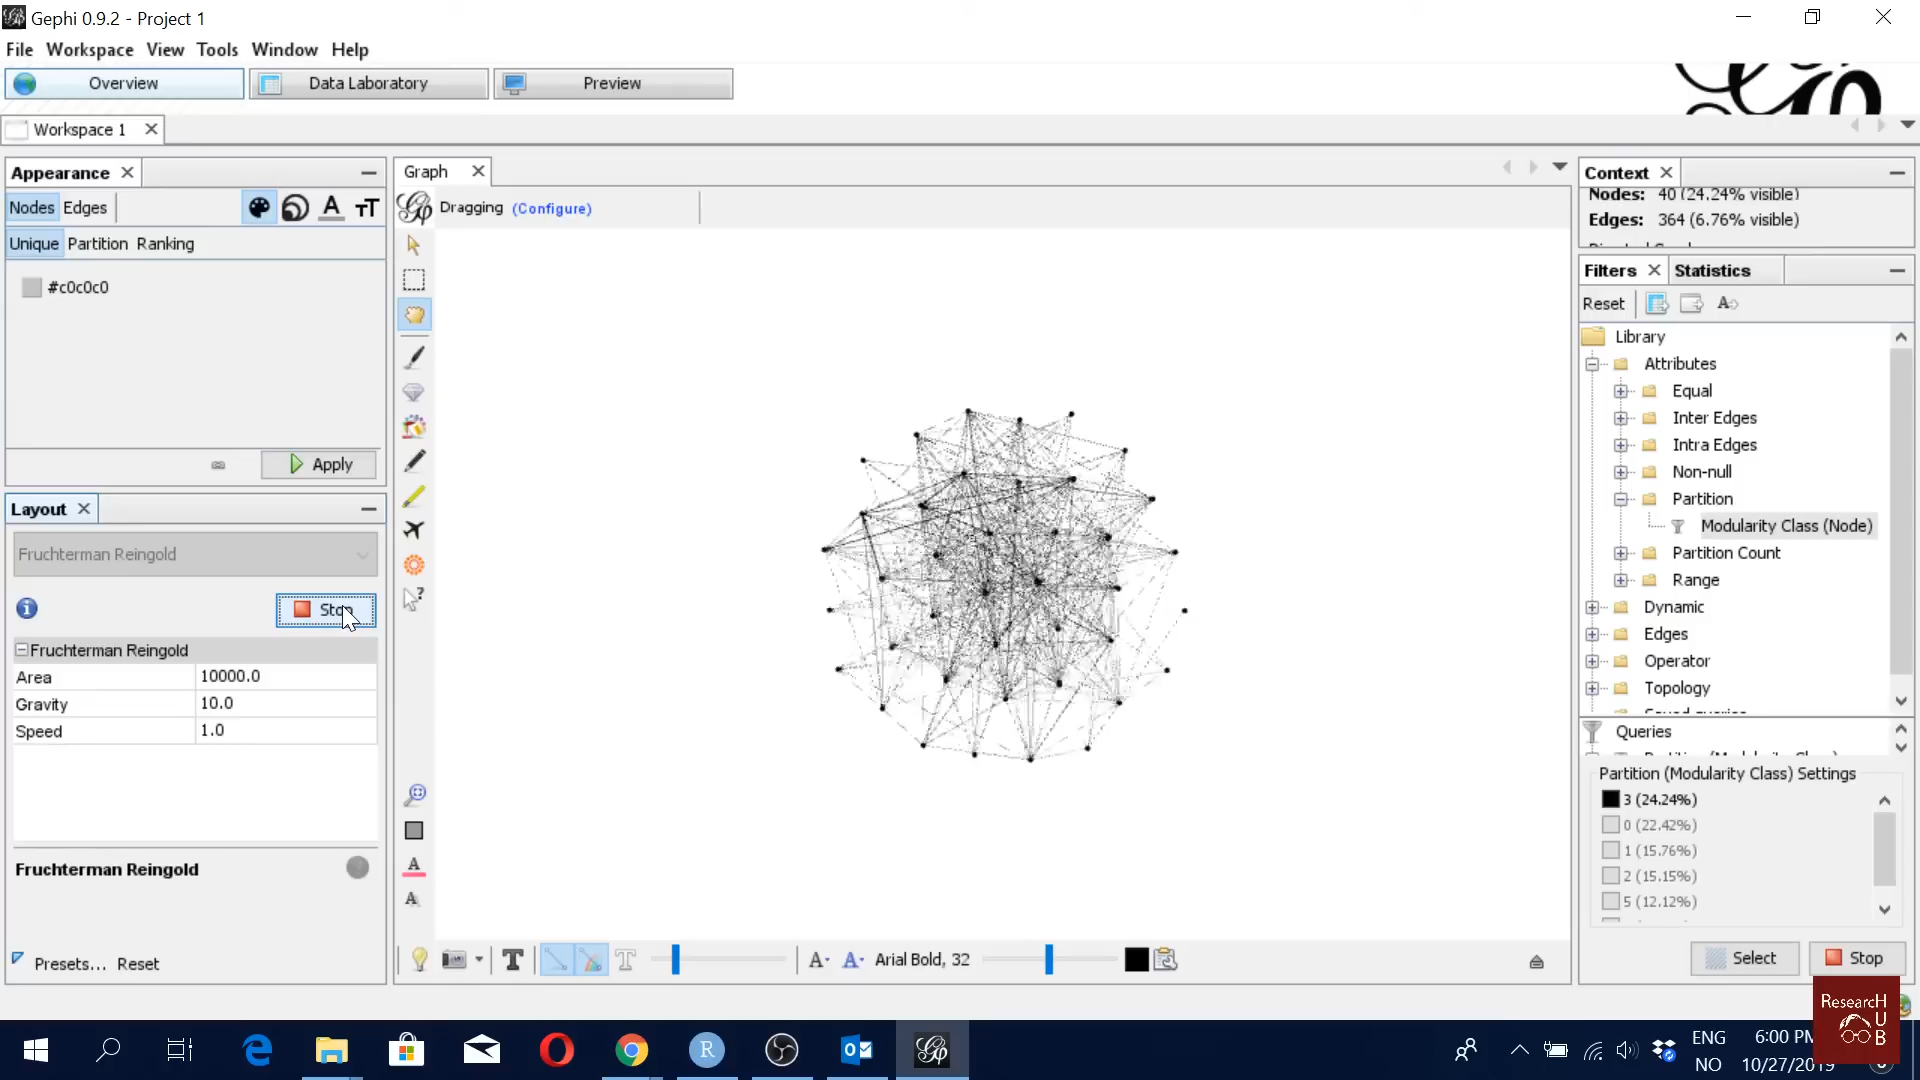 Gephi 0.9.2 - Project 1
File Workspace View Tools Window Help
Overview Data Laboratory Preview
Workspace 1
Appearance
Nodes Edges
Unique Partition Ranking
#c0c0c0
Apply
Layout
Fruchterman Reingold
Stop
Fruchterman Reingold
Area 10000.0
Gravity 10.0
Speed 1.0
Fruchterman Reingold
Presets... Reset
Graph
Dragging (Configure)
Arial Bold, 32
Context
Nodes: 40 (24.24% visible)
Edges: 364 (6.76% visible)
Filters Statistics
Reset
Library
Attributes
Equal
Inter Edges
Intra Edges
Non-null
Partition
Modularity Class (Node)
Partition Count
Range
Dynamic
Edges
Operator
Topology
Queries
Partition (Modularity Class) Settings
3 (24.24%)
0 (22.42%)
1 (15.76%)
2 (15.15%)
5 (12.12%)
Select Stop
ResearcH
U
B
ENG
NO
6:00 PM
10/27/2019